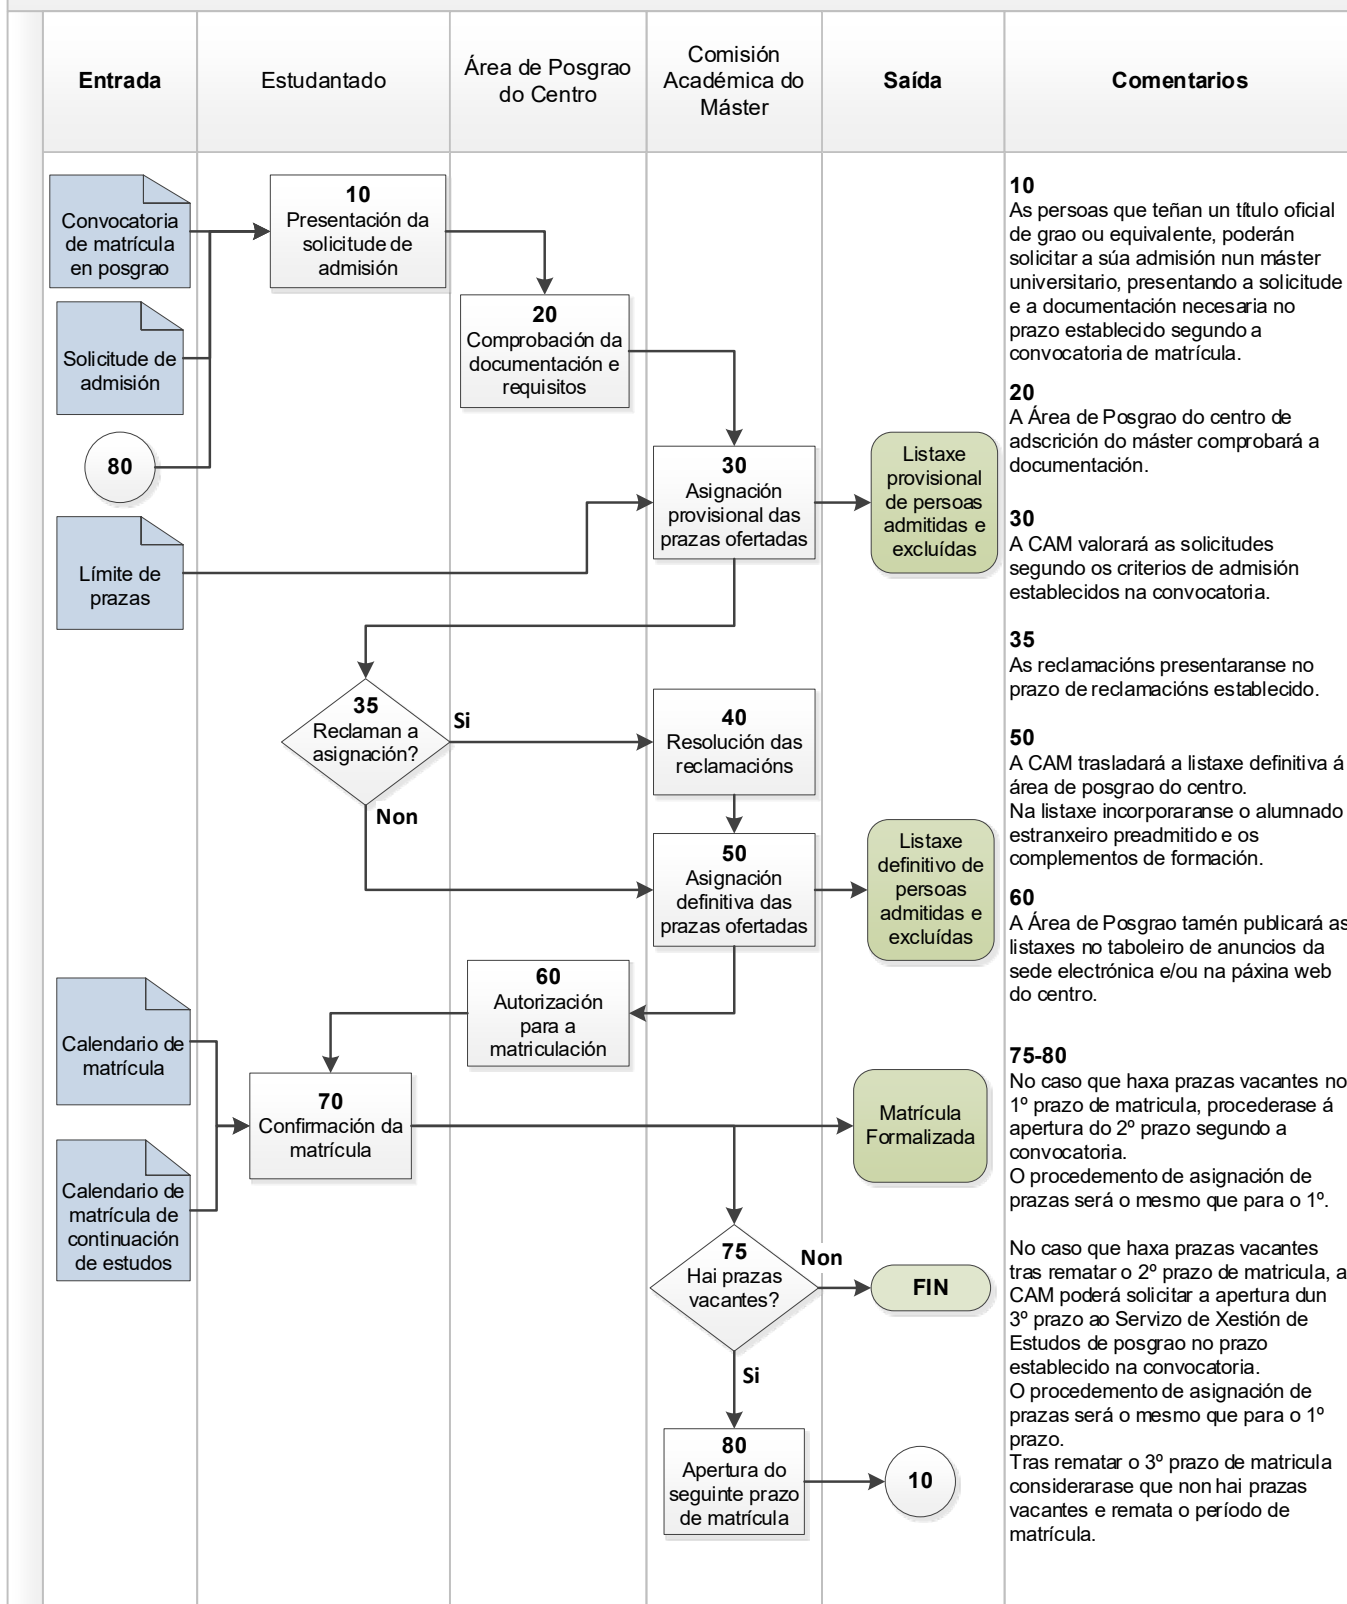 Entrada
Estudantado
Área de Posgrao
do Centro
Comisión
Académica do
Máster
Saída
Comentarios
Convocatoria
de matrícula
en posgrao
Solicitude de
admisión
80
Límite de
prazas
Calendario de
matrícula
Calendario de
matrícula de
continuación
de estudos
10
Presentación da
solicitude de
admisión
20
Comprobación da
documentación e
requisitos
30
Asignación
provisional das
prazas ofertadas
Listaxe
provisional
de persoas
admitidas e
excluídas
35
Reclaman a
asignación?
Si
Non
40
Resolución das
reclamacións
50
Asignación
definitiva das
prazas ofertadas
Listaxe
definitivo de
persoas
admitidas e
excluídas
60
Autorización
para a
matriculación
70
Confirmación da
matrícula
Matrícula
Formalizada
75
Hai prazas
vacantes?
Non
FIN
Si
80
Apertura do
seguinte prazo
de matrícula
10
10
As persoas que teñan un título oficial
de grao ou equivalente, poderán
solicitar a súa admisión nun máster
universitario, presentando a solicitude
e a documentación necesaria no
prazo establecido segundo a
convocatoria de matrícula.
20
A Área de Posgrao do centro de
adscrición do máster comprobará a
documentación.
30
A CAM valorará as solicitudes
segundo os criterios de admisión
establecidos na convocatoria.
35
As reclamacións presentaranse no
prazo de reclamacións establecido.
50
A CAM trasladará a listaxe definitiva á
área de posgrao do centro.
Na listaxe incorporaranse o alumnado
estranxeiro preadmitido e os
complementos de formación.
60
A Área de Posgrao tamén publicará as
listaxes no taboleiro de anuncios da
sede electrónica e/ou na páxina web
do centro.
75-80
No caso que haxa prazas vacantes no
1º prazo de matricula, procederase á
apertura do 2º prazo segundo a
convocatoria.
O procedemento de asignación de
prazas será o mesmo que para o 1º.
No caso que haxa prazas vacantes
tras rematar o 2º prazo de matricula, a
CAM poderá solicitar a apertura dun
3º prazo ao Servizo de Xestión de
Estudos de posgrao no prazo
establecido na convocatoria.
O procedemento de asignación de
prazas será o mesmo que para o 1º
prazo.
Tras rematar o 3º prazo de matricula
considerarase que non hai prazas
vacantes e remata o período de
matrícula.